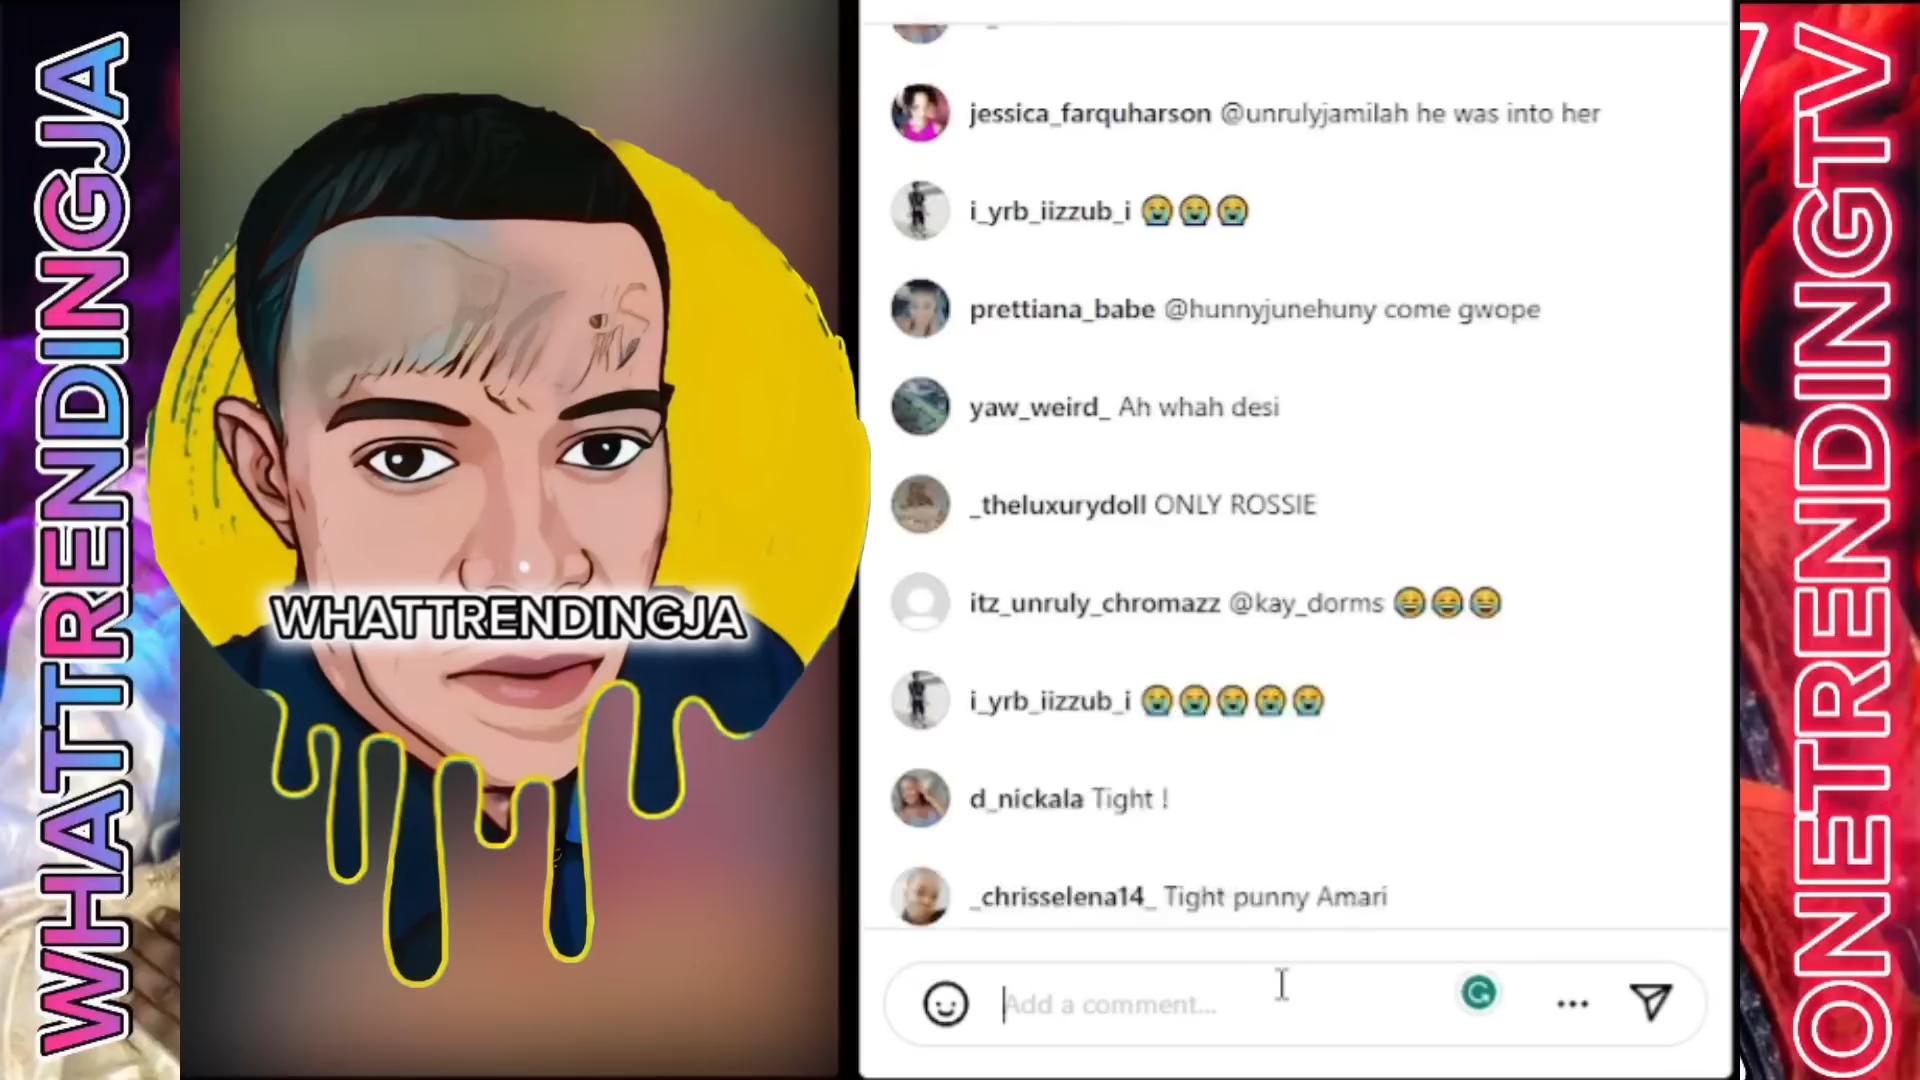 WHATTRENDINGJA
WHATTRENDINGJA
jessica_farquharson @unrulyjamilah he was into her
i_yrb_iizzub_i 😭😭😭
prettiana_babe @hunnyjunehuny come gwope
yaw_weird_ Ah whah desi
_theluxurydoll ONLY ROSSIE
itz_unruly_chromazz @kay_dorms 😂😂😂
i_yrb_iizzub_i 😭😭😭😭😭
d_nickala Tight !
_chrisselena14_ Tight punny Amari
Add a comment...
ONETRENDINGTV